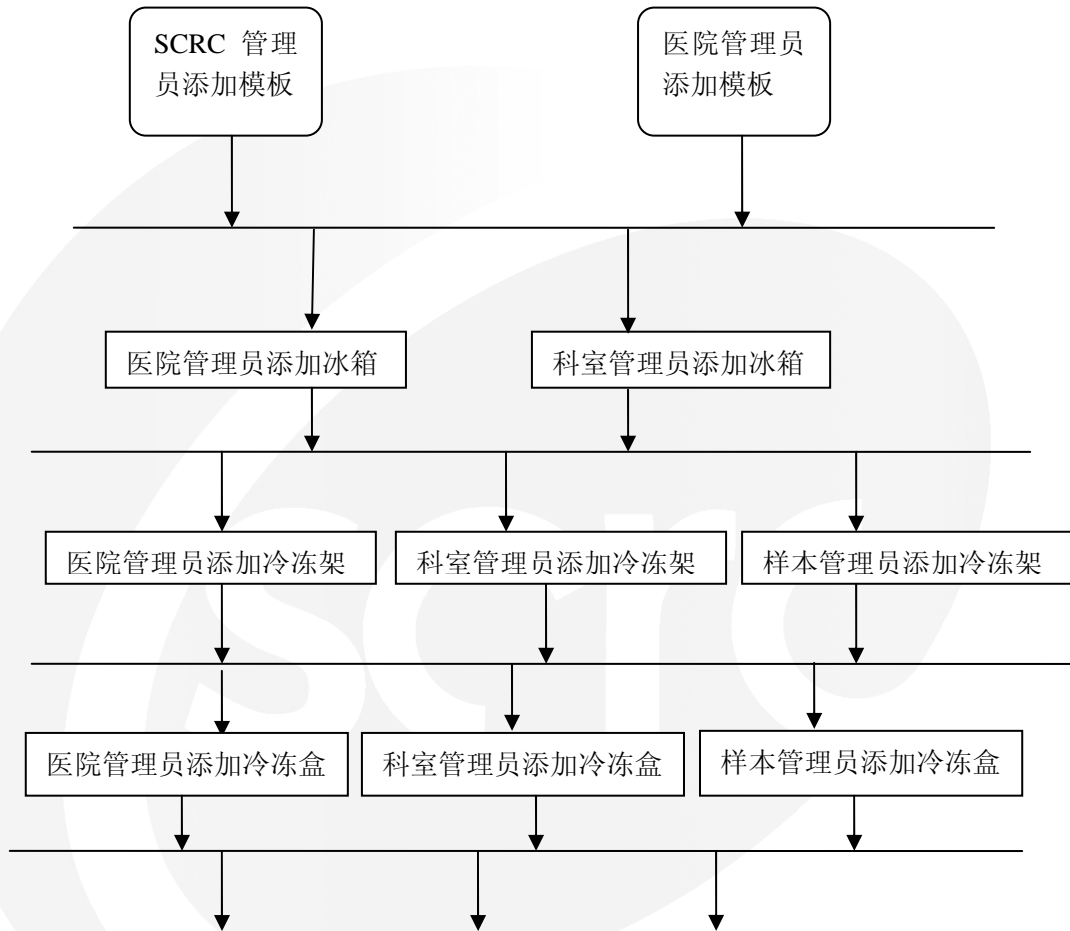 SCRC 管理
员添加模板
医院管理员
添加模板
医院管理员添加冰箱
科室管理员添加冰箱
医院管理员添加冷冻架
科室管理员添加冷冻架
样本管理员添加冷冻架
医院管理员添加冷冻盒
科室管理员添加冷冻盒
样本管理员添加冷冻盒
scrc